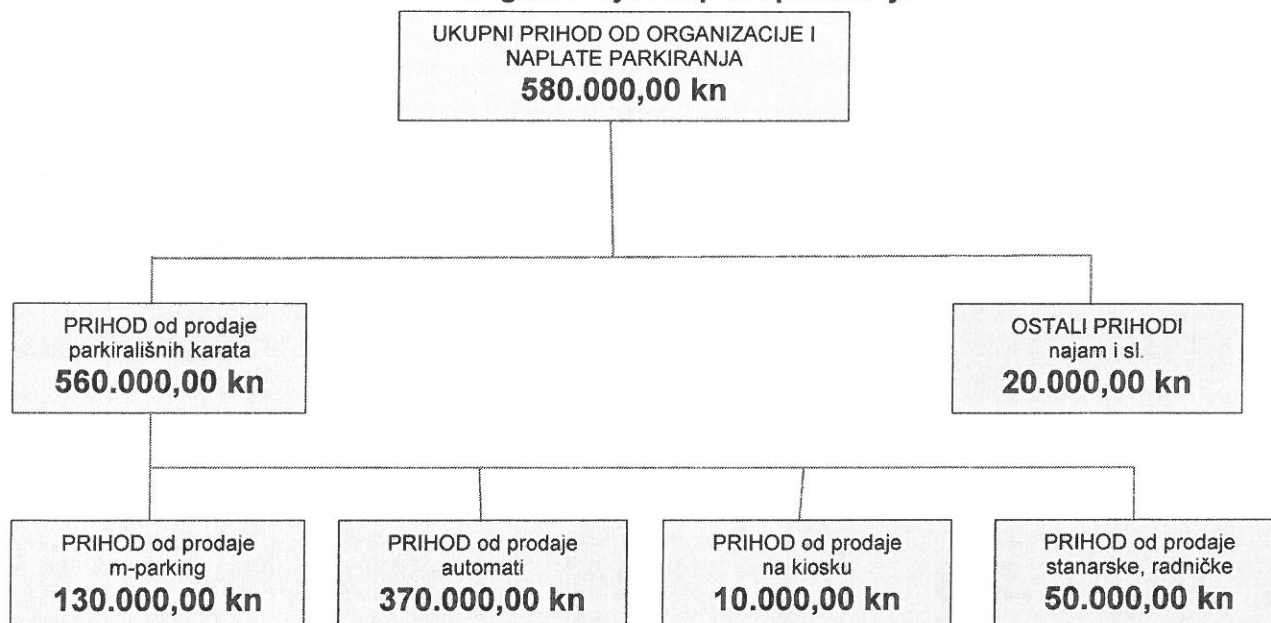 UKUPNI PRIHOD OD ORGANIZACIJE I
NAPLATE PARKIRANJA
580.000,00 kn
PRIHOD od prodaje
parkirališnih karata
560.000,00 kn
OSTALI PRIHODI
najam i sl.
20.000,00 kn
PRIHOD od prodaje
m-parking
130.000,00 kn
PRIHOD od prodaje
automati
370.000,00 kn
PRIHOD od prodaje
na kiosku
10.000,00 kn
PRIHOD od prodaje
stanarske, radničke
50.000,00 kn